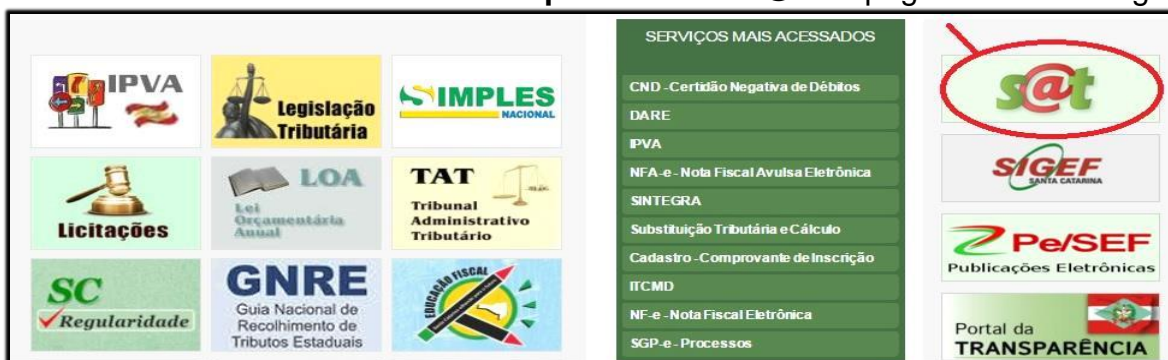 IPVA
Legislação
Tributária
SIMPLES
NACIONAL
Licitações
LOA
Lei
Orçamentária
Anual
TAT
Tribunal
Administrativo
Tributário
SC
Regularidade
GNRE
Guia Nacional de
Recolhimento de
Tributos Estaduais
EDUCAÇÃO FISCAL
SERVIÇOS MAIS ACESSADOS
CND - Certidão Negativa de Débitos
DARE
IPVA
NFA-e - Nota Fiscal Avulsa Eletrônica
SINTEGRA
Substituição Tributária e Cálculo
Cadastro - Comprovante de Inscrição
ITCMD
NF-e - Nota Fiscal Eletrônica
SGP-e - Processos
s@t
SIGEF
SANTA CATARINA
Pe/SEF
Publicações Eletrônicas
Portal da
TRANSPARÊNCIA